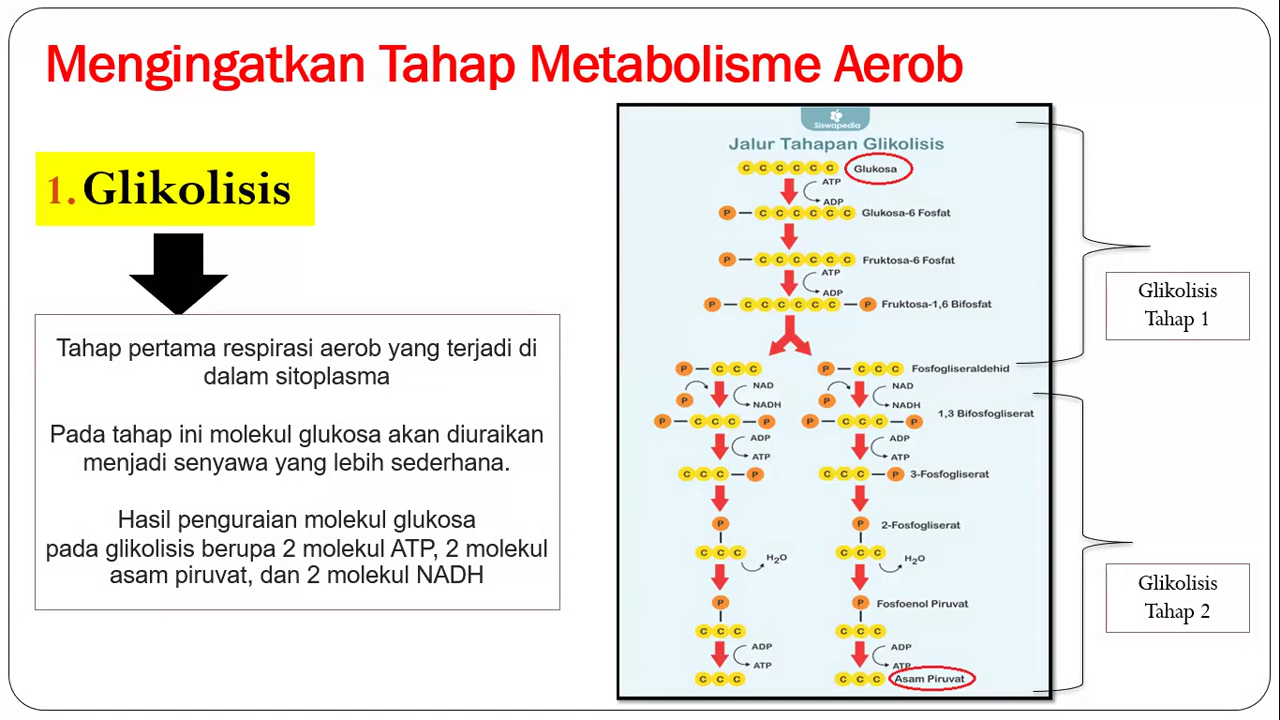 Mengingatkan Tahap Metabolisme Aerob
1. Glikolisis
Tahap pertama respirasi aerob yang terjadi di
dalam sitoplasma
Pada tahap ini molekul glukosa akan diuraikan
menjadi senyawa yang lebih sederhana.
Hasil penguraian molekul glukosa
pada glikolisis berupa 2 molekul ATP, 2 molekul
asam piruvat, dan 2 molekul NADH
Siswapedia
Jalur Tahapan Glikolisis
C C C C C C Glukosa
ATP
ADP
P C C C C C C Glukosa-6 Fosfat
P C C C C C C Fruktosa-6 Fosfat
ATP
ADP
P C C C C C C P Fruktosa-1,6 Bifosfat
P C C C P C C C Fosfogliseraldehid
NAD NAD
P P
NADH NADH
P C C C P P C C C P 1,3 Bifosfogliserat
ADP ADP
ATP ATP
C C C P C C C P 3-Fosfogliserat
P P 2-Fosfogliserat
C C C C C C
H2O H2O
P P Fosfoenol Piruvat
C C C C C C
ADP ADP
ATP ATP
C C C C C C Asam Piruvat
Glikolisis
Tahap 1
Glikolisis
Tahap 2